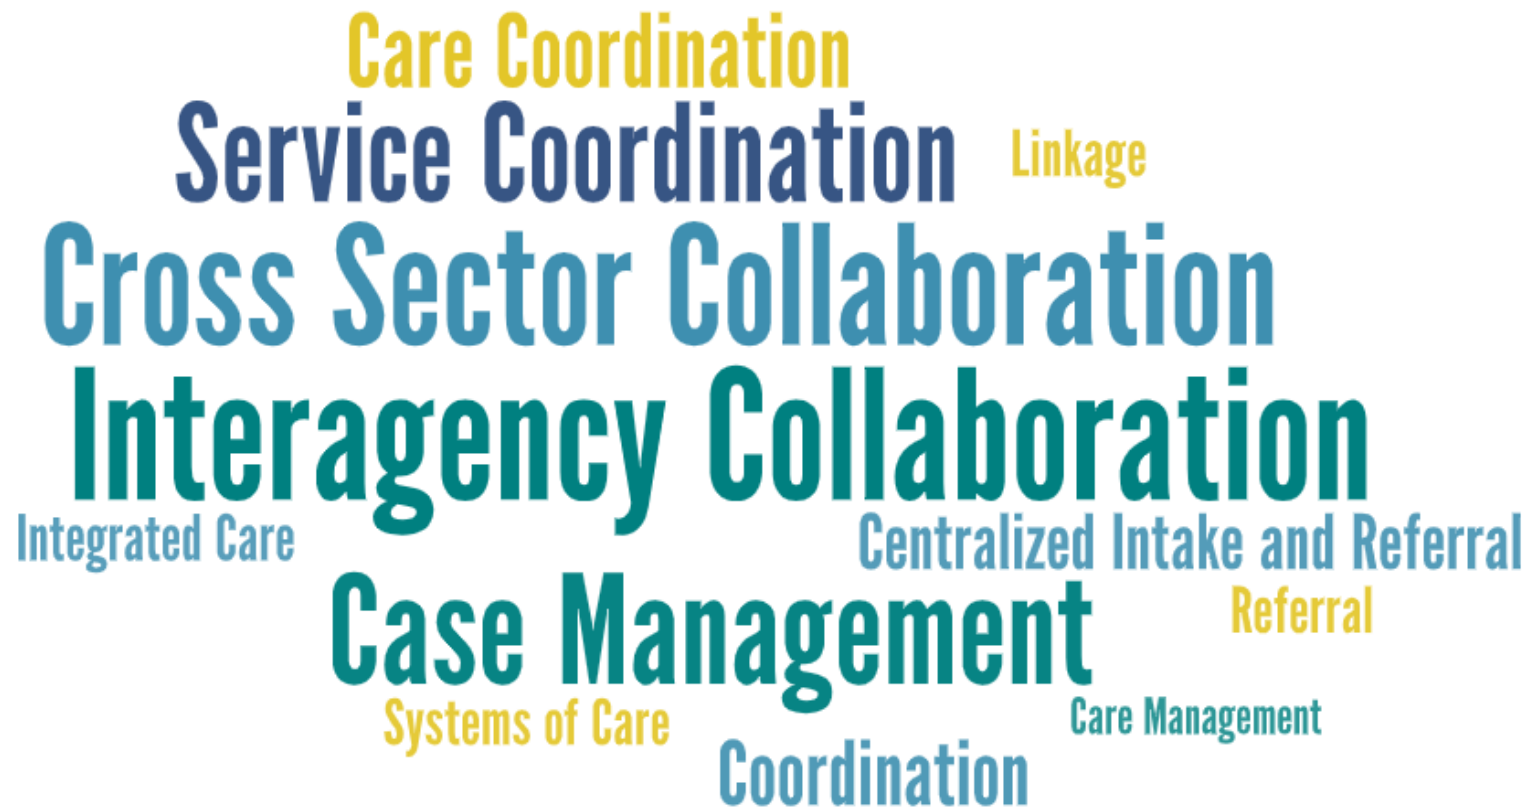 Care Coordination
Service Coordination
Linkage
Cross Sector Collaboration
Interagency Collaboration
Integrated Care
Centralized Intake and Referral
Case Management
Referral
Systems of Care
Care Management
Coordination